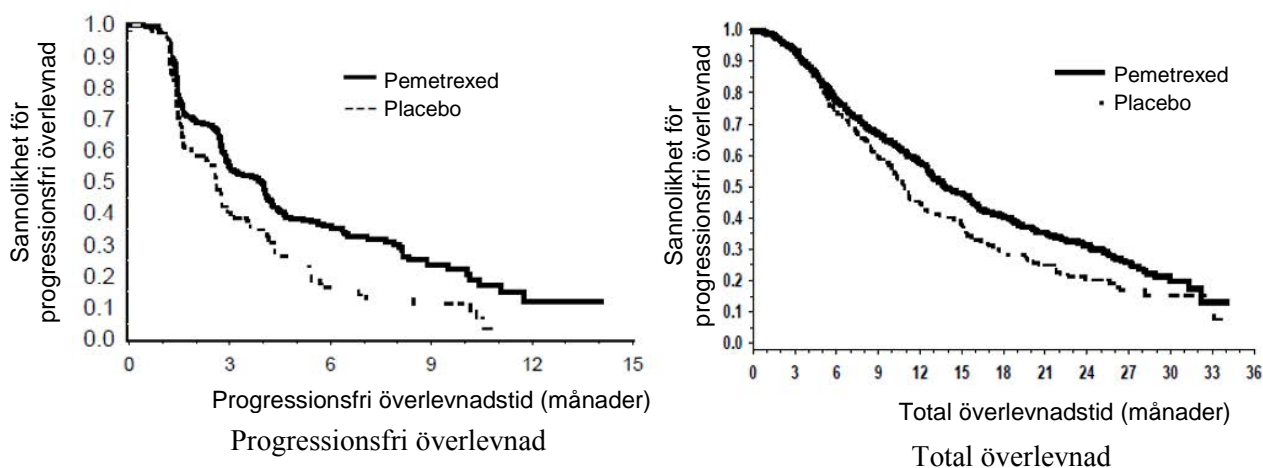 Sannolikhet för
progressionsfri överlevnad
1.0
0.9
0.8
0.7
0.6
0.5
0.4
0.3
0.2
0.1
0.0
Pemetrexed
Placebo
0 3 6 9 12 15
Progressionsfri överlevnadstid (månader)
Progressionsfri överlevnad
Sannolikhet för
progressionsfri överlevnad
1.0
0.9
0.8
0.7
0.6
0.5
0.4
0.3
0.2
0.1
0.0
Pemetrexed
Placebo
0 3 6 9 12 15 18 21 24 27 30 33 36
Total överlevnadstid (månader)
Total överlevnad